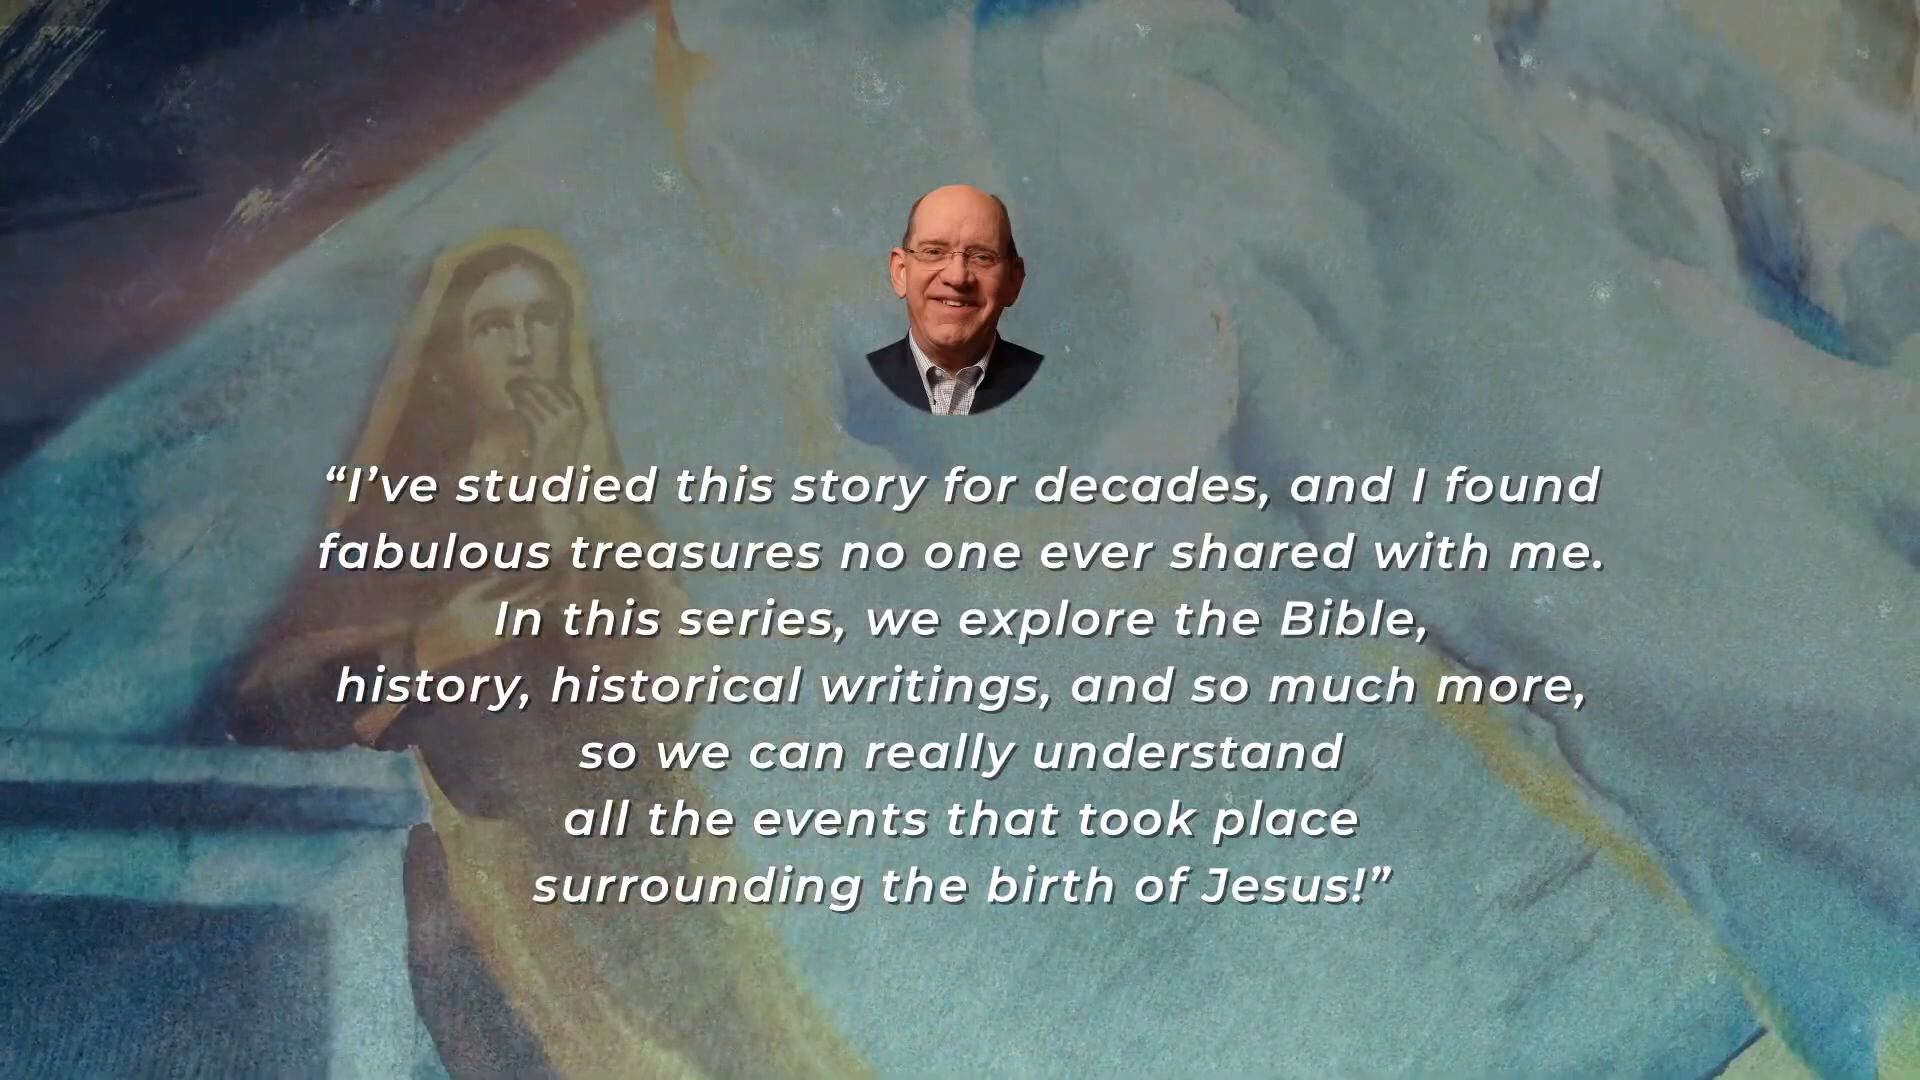 “I’ve studied this story for decades, and I found
fabulous treasures no one ever shared with me.
In this series, we explore the Bible,
history, historical writings, and so much more,
so we can really understand
all the events that took place
surrounding the birth of Jesus!”